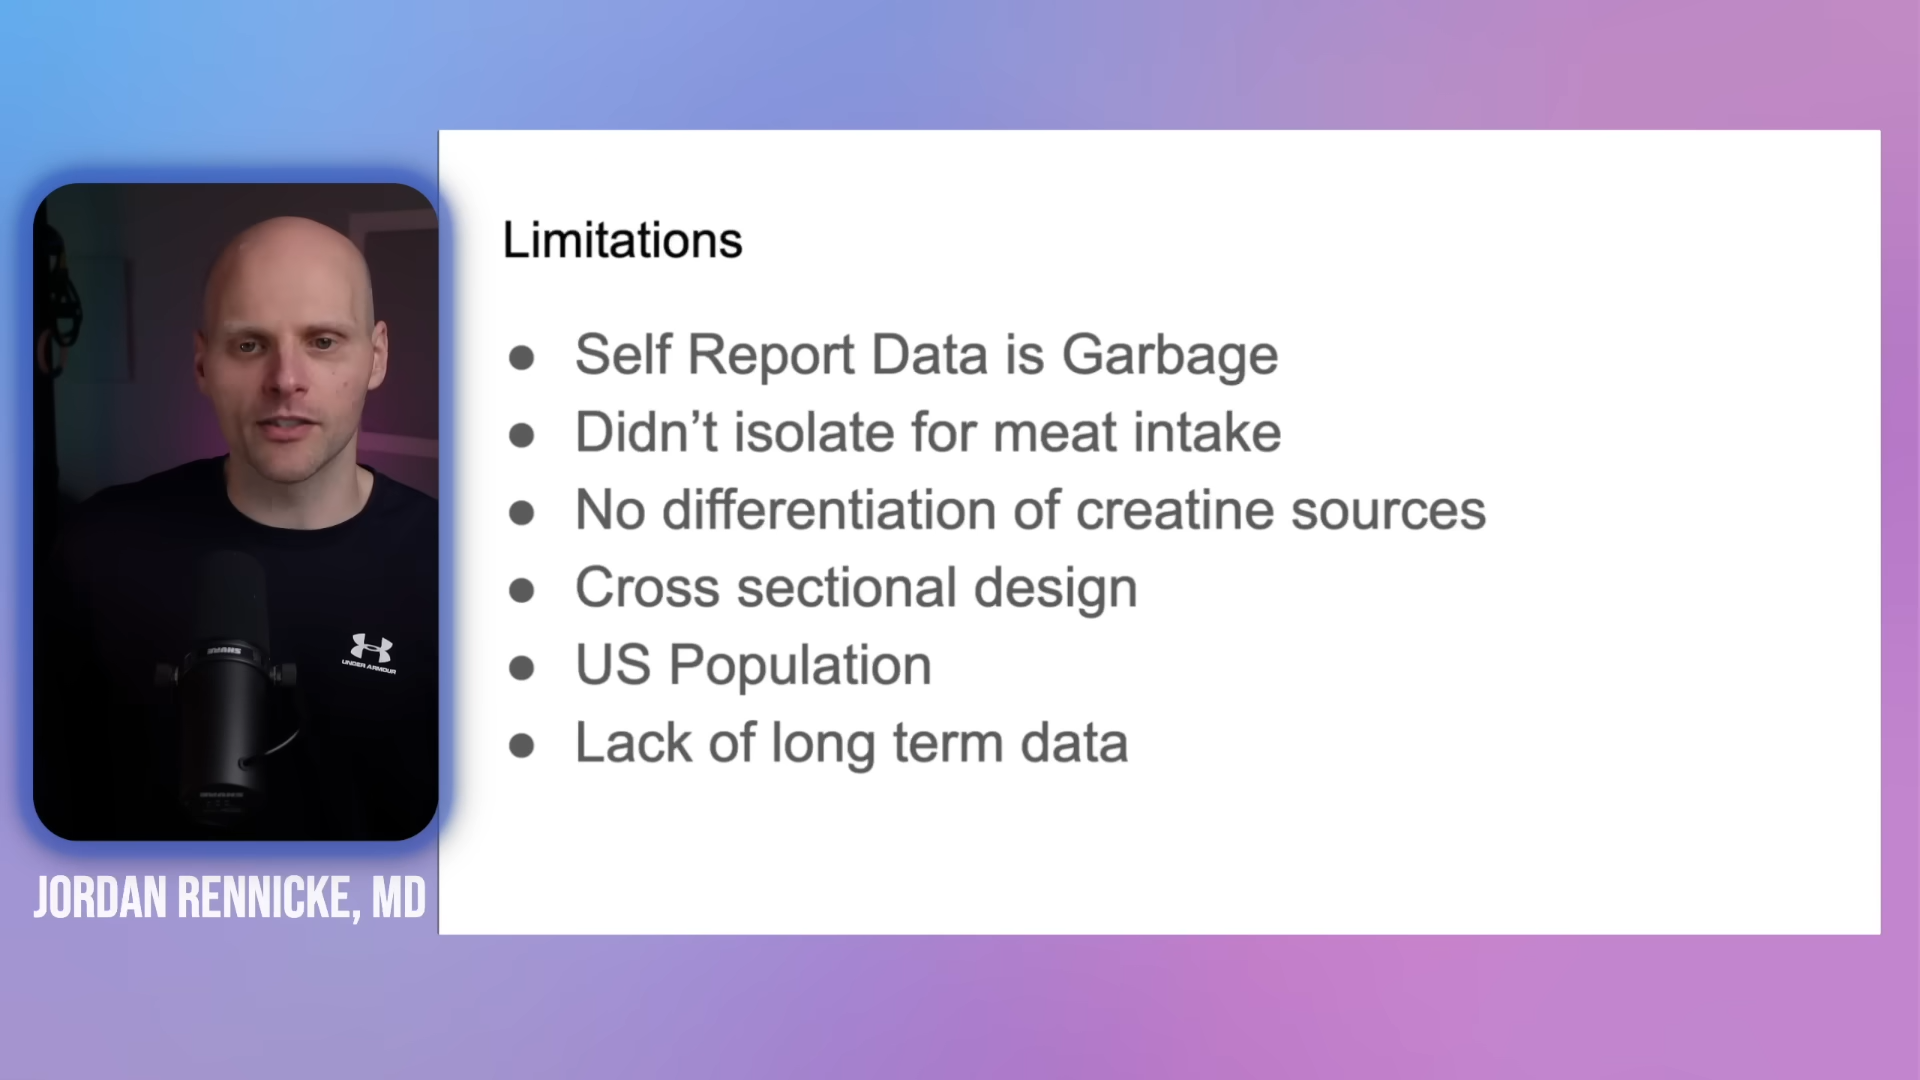 Limitations
● Self Report Data is Garbage
● Didn’t isolate for meat intake
● No differentiation of creatine sources
● Cross sectional design
● US Population
● Lack of long term data
SHURE
UNDER ARMOUR
JORDAN RENNICKE, MD